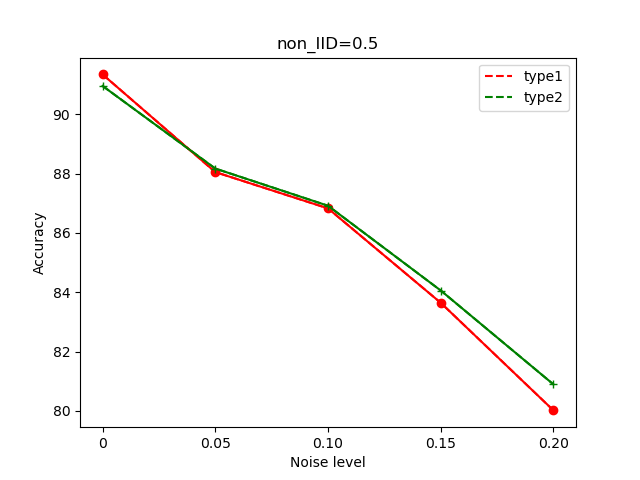 non_IID=0.5
type1
type2
Accuracy
90
88
86
84
82
80
0 0.05 0.10 0.15 0.20
Noise level